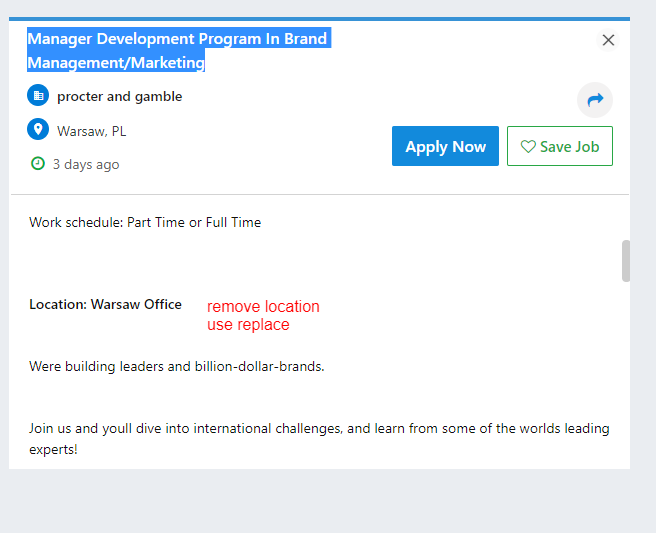 Manager Development Program In Brand
Management/Marketing
procter and gamble
Warsaw, PL
3 days ago
Apply Now
Save Job
Work schedule: Part Time or Full Time
Location: Warsaw Office
remove location
use replace
Were building leaders and billion-dollar-brands.
Join us and youll dive into international challenges, and learn from some of the worlds leading
experts!